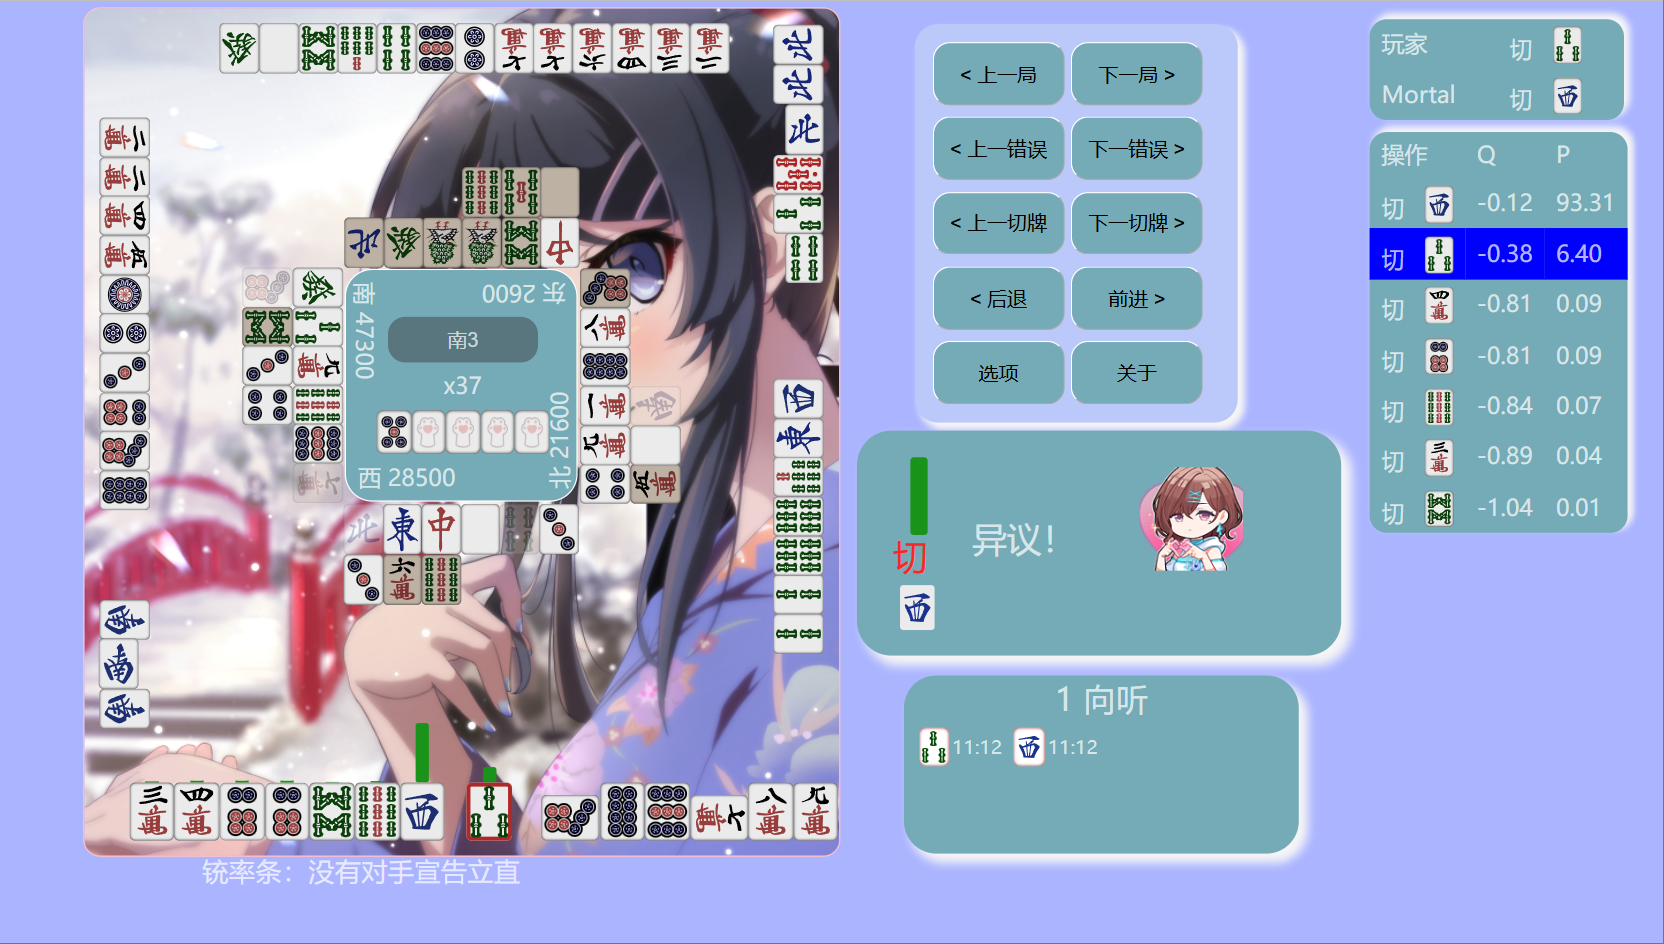 < 上一局
下一局 >
< 上一错误
下一错误 >
< 上一切牌
下一切牌 >
< 后退
前进 >
选项
关于
玩家 切
Mortal 切
操作 Q P
切 -0.12 93.31
切 -0.38 6.40
切 -0.81 0.09
切 -0.81 0.09
切 -0.84 0.07
切 -0.89 0.04
切 -1.04 0.01
东 2600
南 47300
南3
x37
北 21600
西 28500
切
异议！
1 向听
11:12 11:12
铳率条：没有对手宣告立直